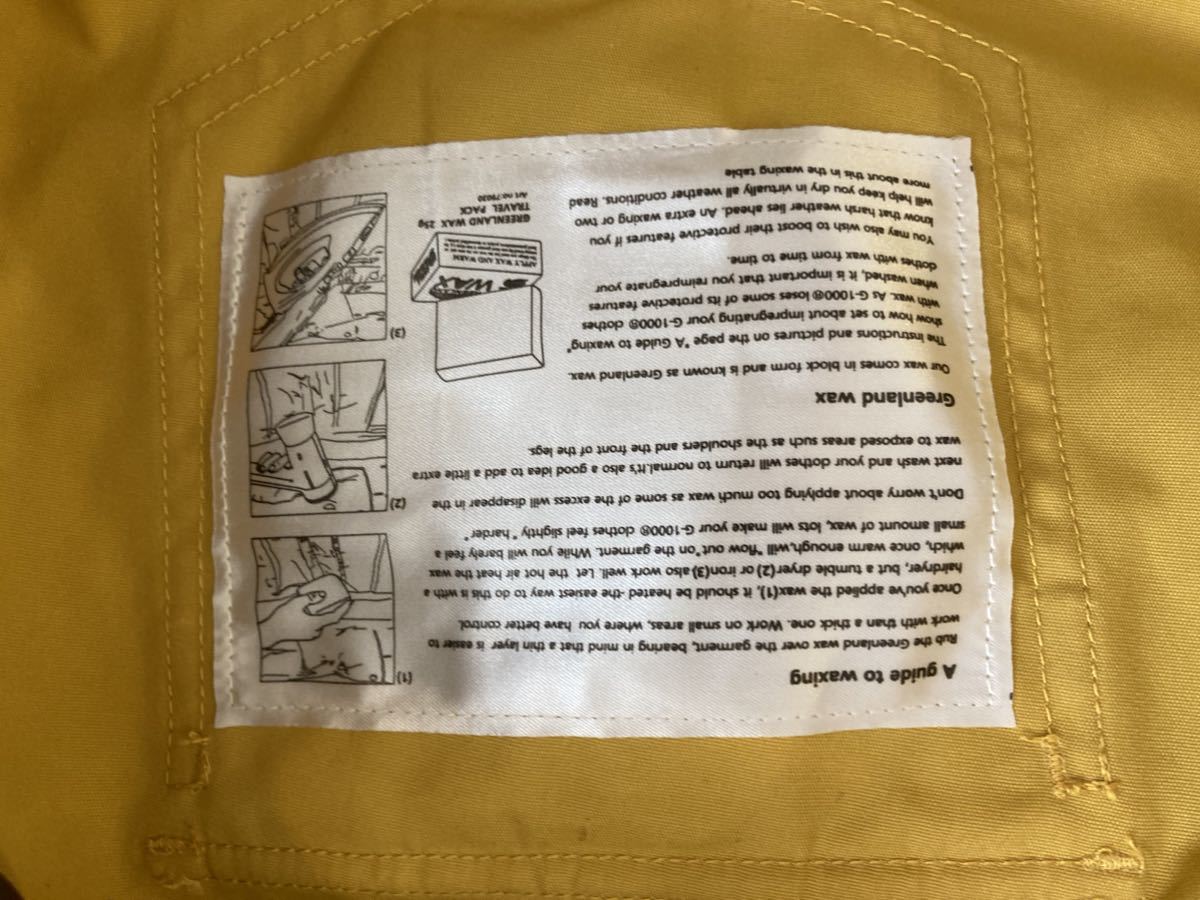 A guide to waxing
Rub the Greenland wax over the garment, bearing in mind that a thin layer is easier to
work with than a thick one. Work on small areas, where you have better control.
Once you've applied the wax(1), it should be heated -the easiest way to do this is with a
hairdryer, but a tumble dryer(2) or iron(3) also work well. Let the hot air heat the wax
which, once warm enough,will "flow out"on the garment. While you will barely feel a
small amount of wax, lots will make your G-1000® clothes feel slightly "harder"
Don't worry about applying too much wax as some of the excess will disappear in the
next wash and your clothes will return to normal.it's also a good idea to add a little extra
wax to exposed areas such as the shoulders and the front of the legs.
(1)
(2)
(3)
Greenland wax
Our wax comes in block form and is known as Greenland wax.
The instructions and pictures on the page "A Guide to waxing"
show how to set about impregnating your G-1000® clothes
with wax. As G-1000® loses some of its protective features
when washed, it is important that you reimpregnate your
clothes with wax from time to time.
You may also wish to boost their protective features if you
know that harsh weather lies ahead. An extra waxing or two
will help keep you dry in virtually all weather conditions. Read
more about this in the waxing table
WAX
APPLY WAX AND WARM
GREENLAND WAX 25g
TRAVEL PACK
Art no 79030